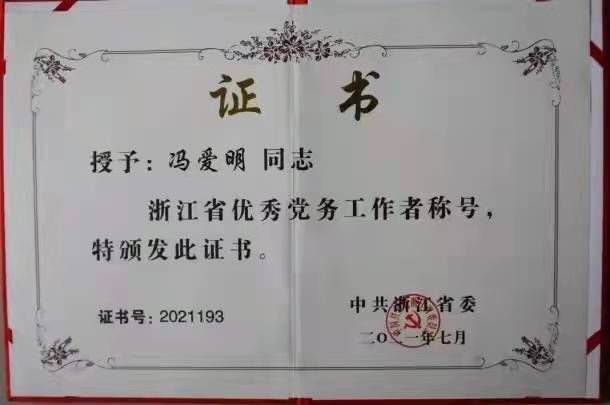 证书
授予：冯爱明 同志
浙江省优秀党务工作者称号，
特颁发此证书。
证书号：2021193
中共浙江省委
二〇二一年七月